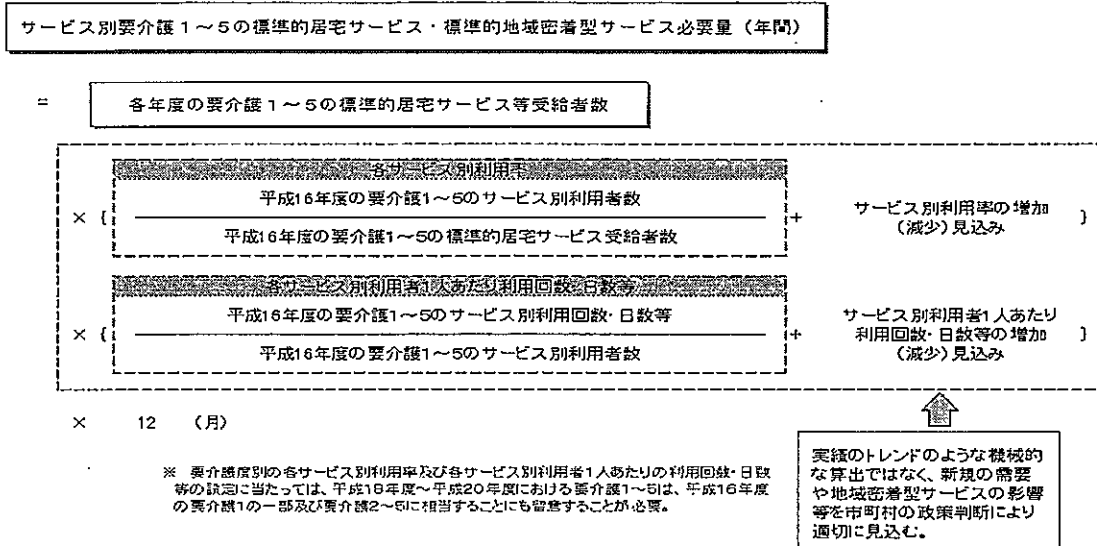 サービス別要介護1～5の標準的居宅サービス・標準的地域密着型サービス必要量（年間）
＝ 各年度の要介護1～5の標準的居宅サービス等受給者数
各サービス別利用率
平成16年度の要介護1～5のサービス別利用者数
× { + サービス別利用率の増加 }
（減少）見込み
平成16年度の要介護1～5の標準的居宅サービス受給者数
各サービス別利用者1人あたり利用回数・日数等
平成16年度の要介護1～5のサービス別利用回数・日数等
× { + サービス別利用者1人あたり }
利用回数・日数等の増加
（減少）見込み
平成16年度の要介護1～5のサービス別利用者数
× 12 （月）
※ 要介護度別の各サービス別利用率及び各サービス別利用者1人あたりの利用回数・日数
等の設定に当たっては、平成18年度～平成20年度における要介護1～5は、平成16年度
の要介護1の一部及び要介護2～5に相当することにも留意することが必要。
実績のトレンドのような機械的
な算出ではなく、新規の需要
や地域密着型サービスの影響
等を市町村の政策判断により
適切に見込む。